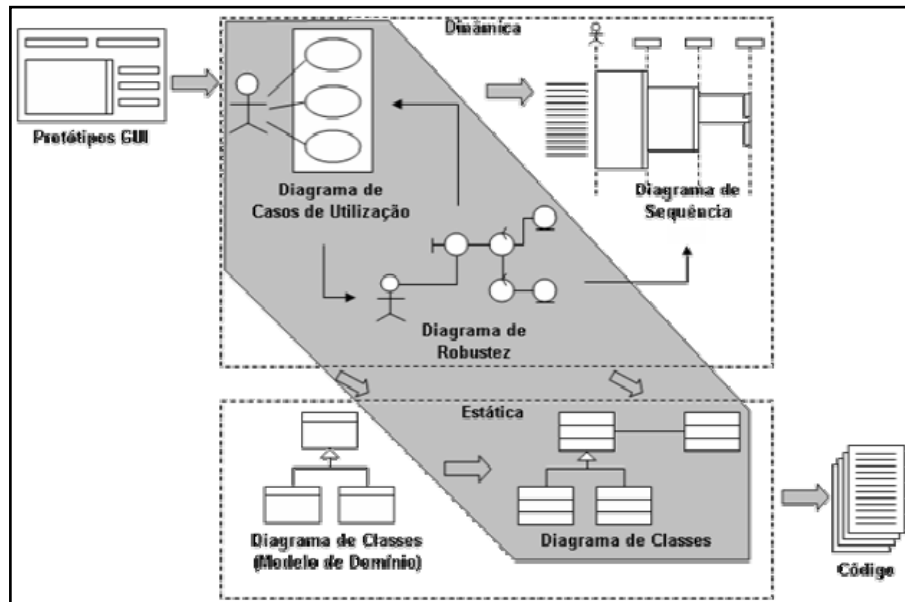 Dinâmica
Protótipos GUI
Diagrama de
Casos de Utilização
Diagrama de
Sequência
Diagrama de
Robustez
Estática
Diagrama de Classes
(Modelo de Domínio)
Diagrama de Classes
Código